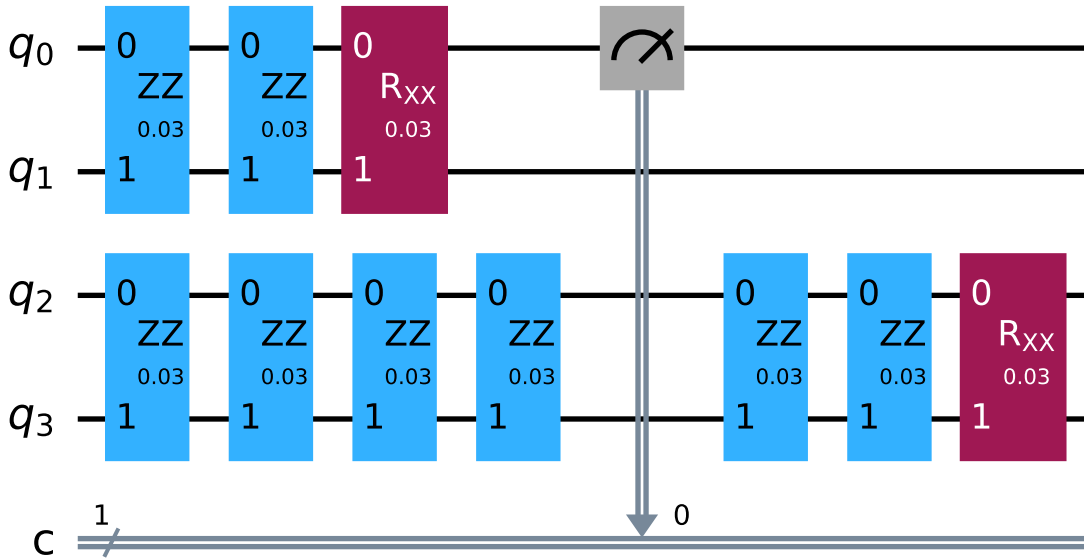 q0 0 0 0
ZZ ZZ RXX
0.03 0.03 0.03
q1 1 1 1
q2 0 0 0 0 0 0 0
ZZ ZZ ZZ ZZ ZZ ZZ RXX
0.03 0.03 0.03 0.03 0.03 0.03 0.03
q3 1 1 1 1 1 1 1
1 0
c